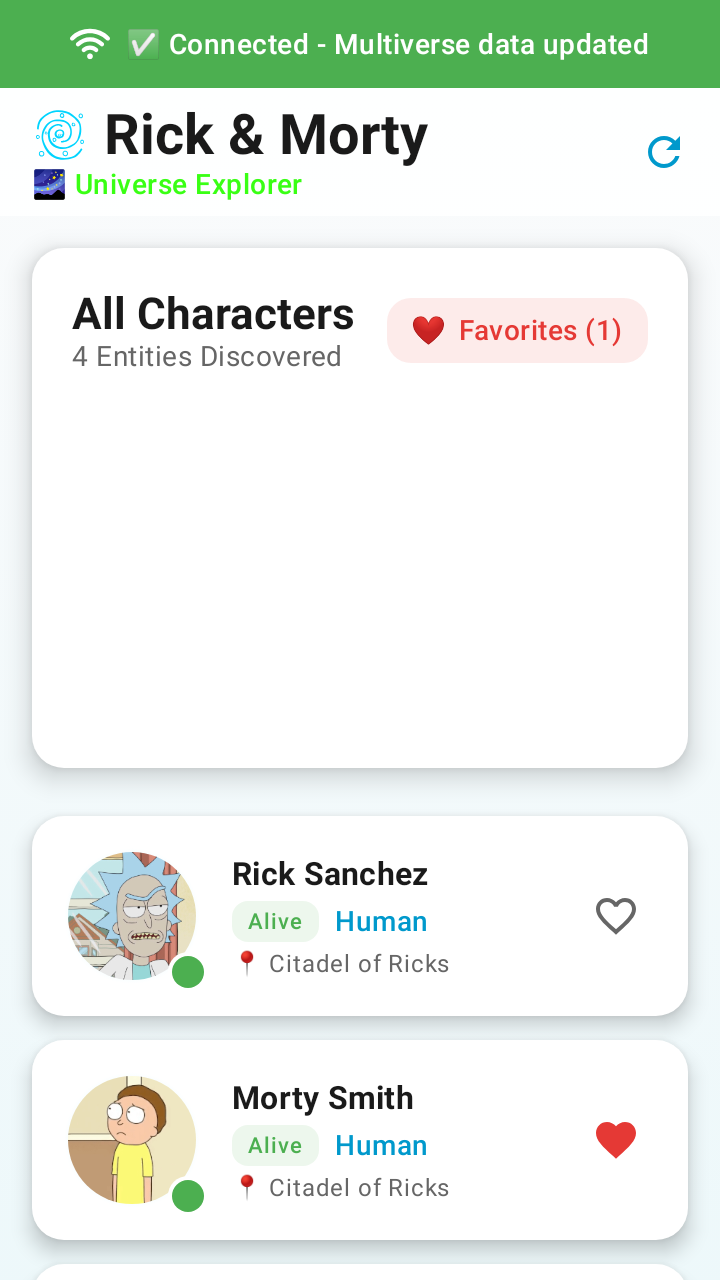 ✅ Connected - Multiverse data updated
Rick & Morty
🌌 Universe Explorer
All Characters
4 Entities Discovered
❤️ Favorites (1)
Rick Sanchez
Alive Human
📍 Citadel of Ricks
Morty Smith
Alive Human
📍 Citadel of Ricks